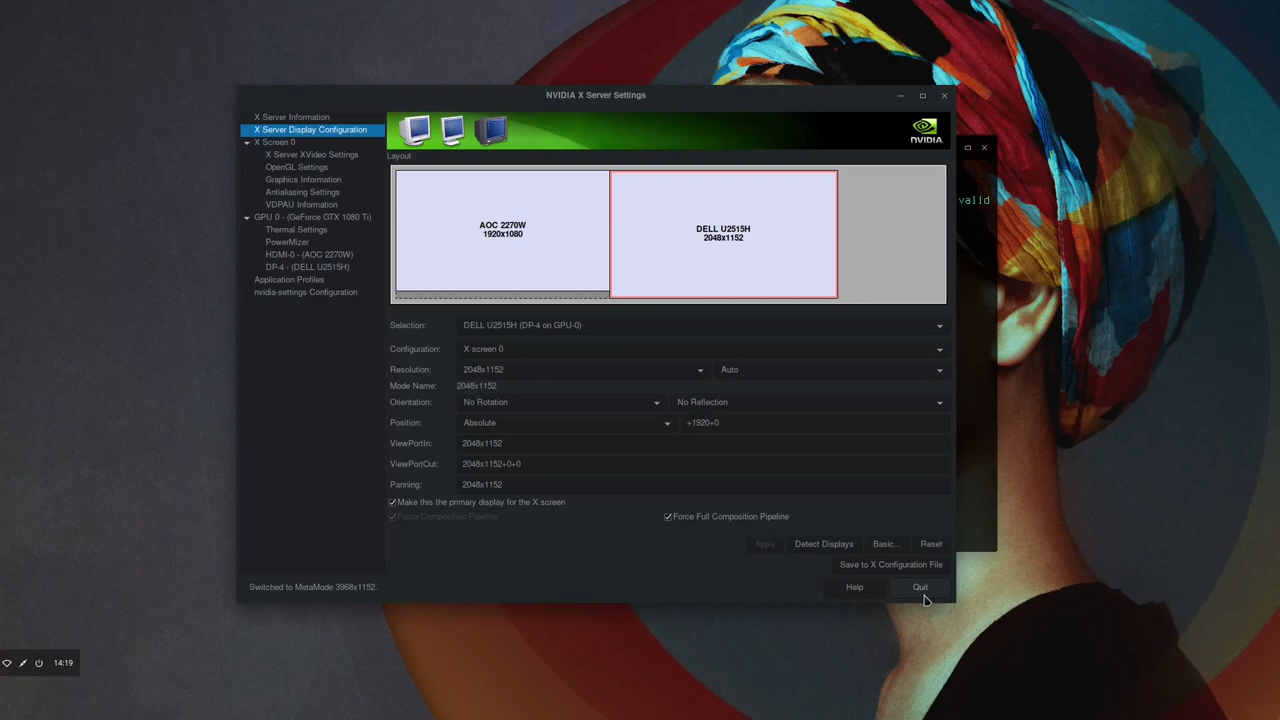 NVIDIA X Server Settings
X Server Information
X Server Display Configuration
X Screen 0
X Server XVideo Settings
OpenGL Settings
Graphics Information
Antialiasing Settings
VDPAU Information
GPU 0 - (GeForce GTX 1080 Ti)
Thermal Settings
PowerMizer
HDMI-0 - (AOC 2270W)
DP-4 - (DELL U2515H)
Application Profiles
nvidia-settings Configuration
NVIDIA
Layout
AOC 2270W
1920x1080
DELL U2515H
2048x1152
valid
Selection: DELL U2515H (DP-4 on GPU-0)
Configuration: X screen 0
Resolution: 2048x1152 Auto
Mode Name: 2048x1152
Orientation: No Rotation No Reflection
Position: Absolute +1920+0
ViewPortIn: 2048x1152
ViewPortOut: 2048x1152+0+0
Panning: 2048x1152
Make this the primary display for the X screen
Force Composition Pipeline Force Full Composition Pipeline
Apply Detect Displays Basic... Reset
Save to X Configuration File
Switched to MetaMode 3968x1152. Help Quit
14:19